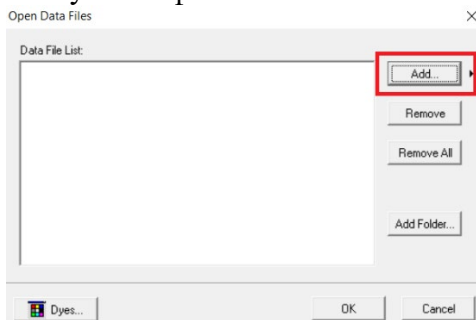 Open Data Files
Data File List:
Add...
Remove
Remove All
Add Folder...
Dyes...
OK
Cancel